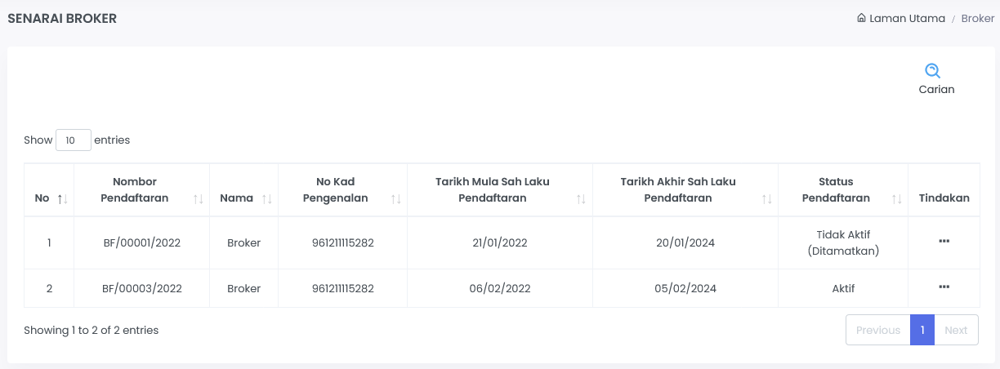 SENARAI BROKER
Laman Utama / Broker
Carian
Show 10 entries
No Nombor Pendaftaran Nama No Kad Pengenalan Tarikh Mula Sah Laku Pendaftaran Tarikh Akhir Sah Laku Pendaftaran Status Pendaftaran Tindakan
1 BF/00001/2022 Broker 961211115282 21/01/2022 20/01/2024 Tidak Aktif (Ditamatkan)
2 BF/00003/2022 Broker 961211115282 06/02/2022 05/02/2024 Aktif
Showing 1 to 2 of 2 entries
Previous 1 Next